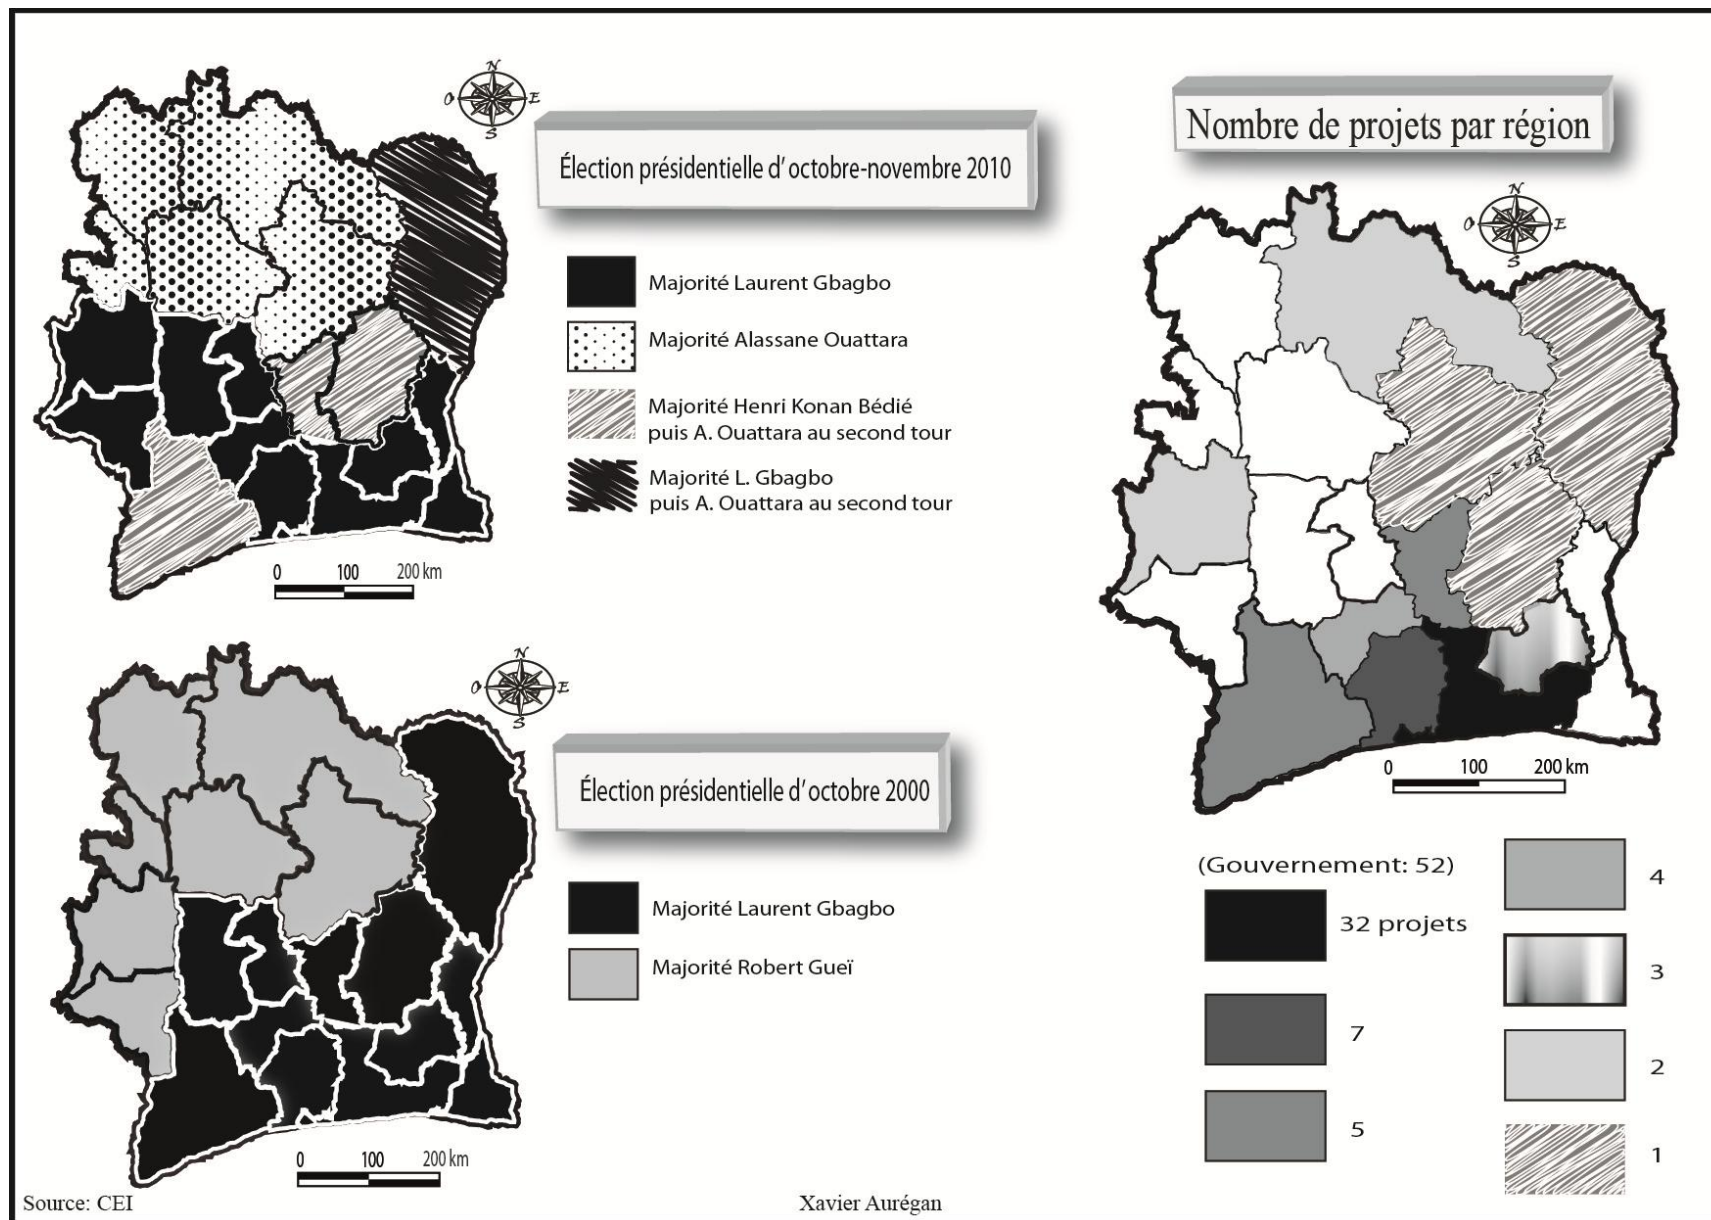 N
O E
S
Élection présidentielle d'octobre-novembre 2010
Majorité Laurent Gbagbo
Majorité Alassane Ouattara
Majorité Henri Konan Bédié
puis A. Ouattara au second tour
Majorité L. Gbagbo
puis A. Ouattara au second tour
0 100 200 km
N
O E
S
Élection présidentielle d'octobre 2000
Majorité Laurent Gbagbo
Majorité Robert Gueï
0 100 200 km
Nombre de projets par région
N
O E
S
0 100 200 km
(Gouvernement: 52)
32 projets
7
5
4
3
2
1
Source: CEI
Xavier Aurégan